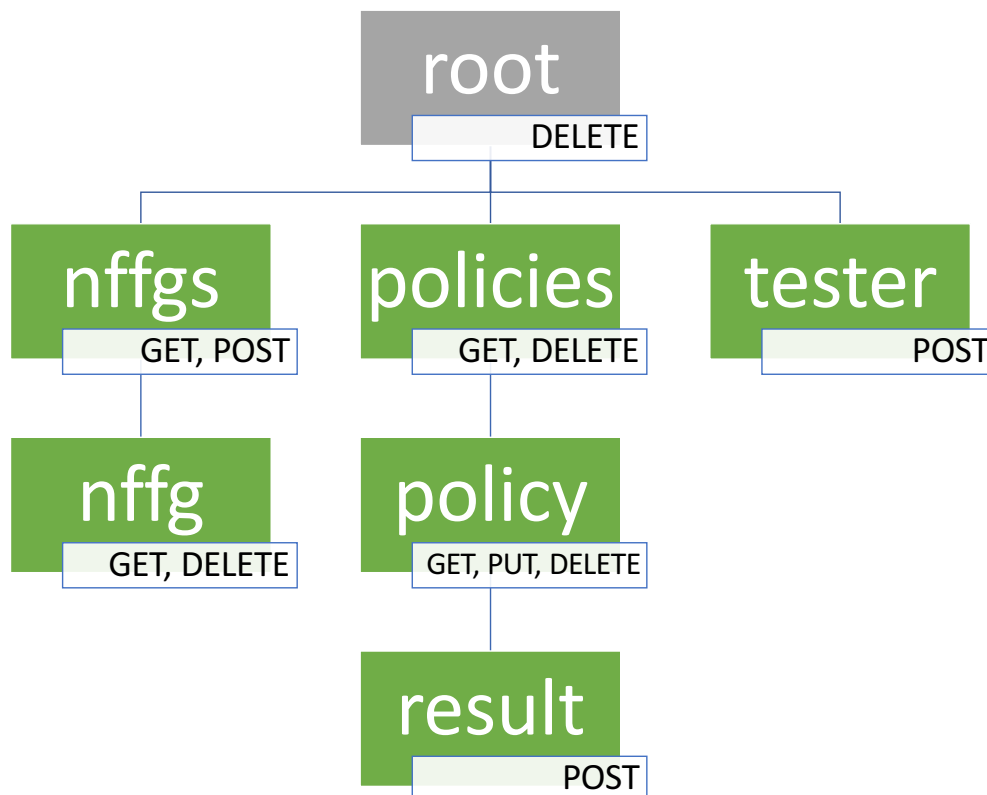 root
DELETE
nffgs
GET, POST
policies
GET, DELETE
tester
POST
nffg
GET, DELETE
policy
GET, PUT, DELETE
result
POST